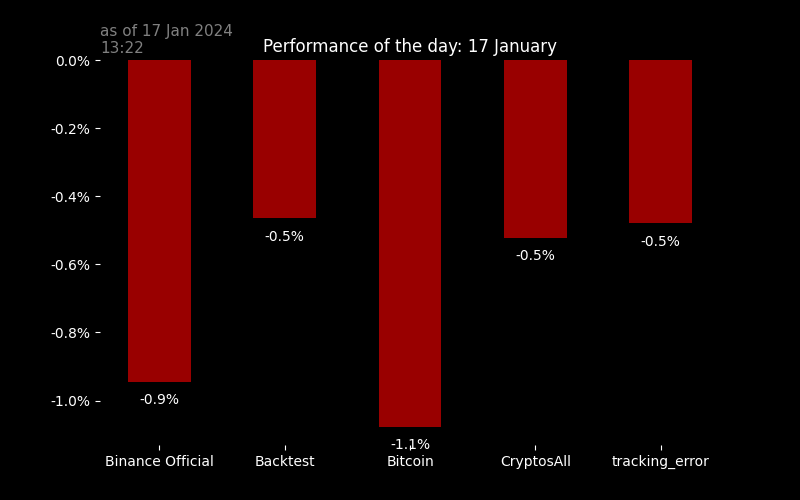 as of 17 Jan 2024
13:22
Performance of the day: 17 January
0.0%
-0.2%
-0.4%
-0.6%
-0.8%
-1.0%
-0.9%
-0.5%
-1.1%
-0.5%
-0.5%
Binance Official
Backtest
Bitcoin
CryptosAll
tracking_error